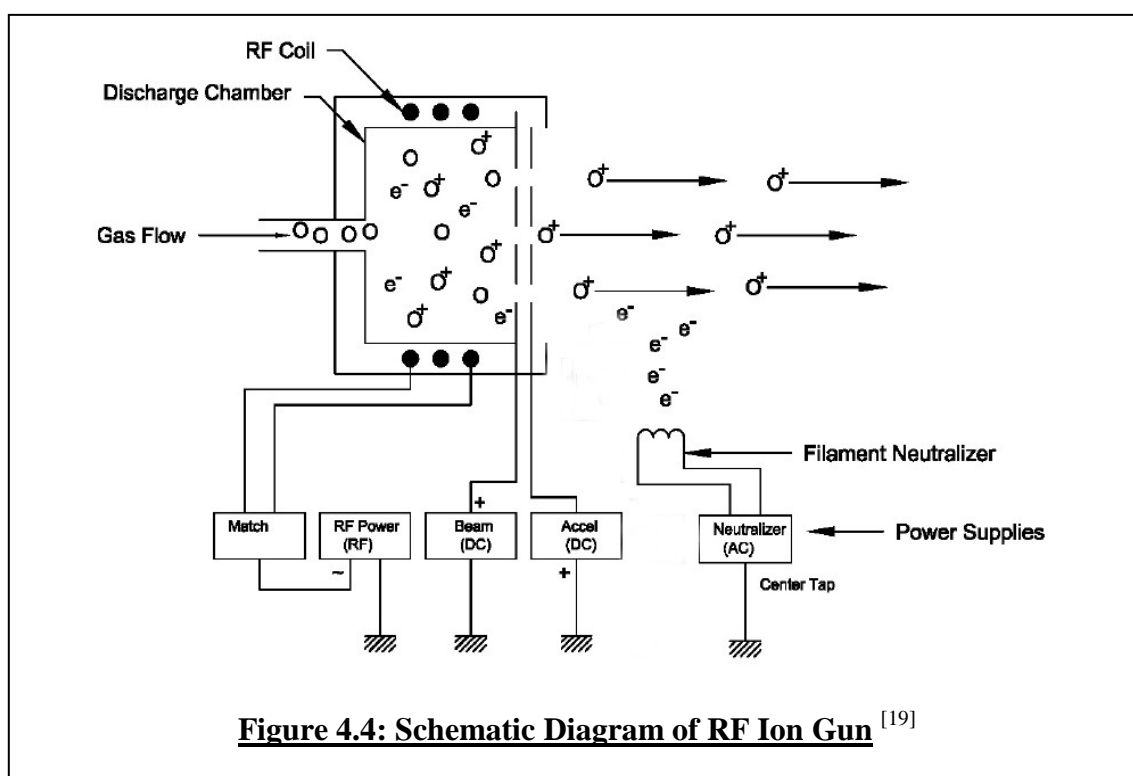 RF Coil
Discharge Chamber
Gas Flow
O O O O
O
O
O
O
O
O+
O+
O+
O+
O+
e-
e-
e-
e-
O+
O+
O+
O+
O+
O+
e-
e-
e-
e-
e-
Filament Neutralizer
+
Match
RF Power
(RF)
Beam
(DC)
Accel
(DC)
Neutralizer
(AC)
Power Supplies
~
+
Center Tap
Figure 4.4: Schematic Diagram of RF Ion Gun [19]